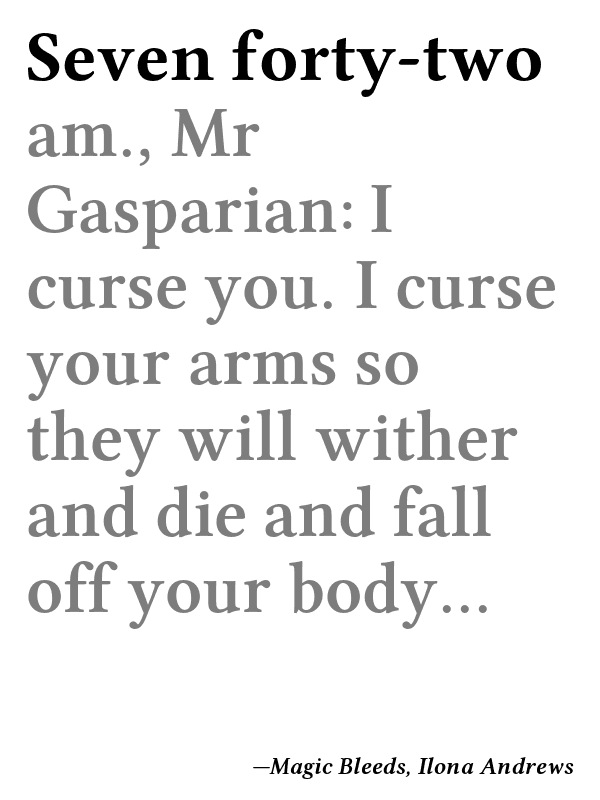 Seven forty-two
am., Mr
Gasparian: I
curse you. I curse
your arms so
they will wither
and die and fall
off your body...
—Magic Bleeds, Ilona Andrews